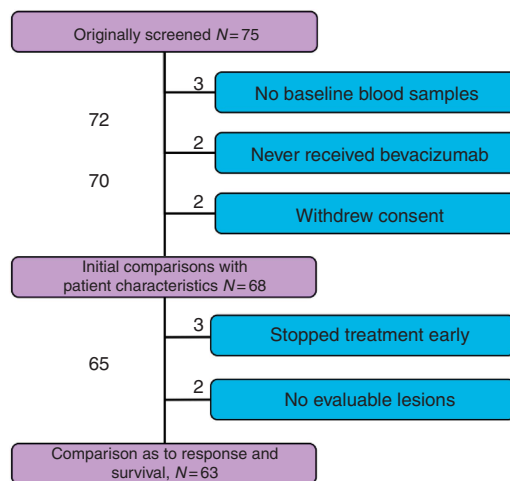 Originally screened N=75
3
No baseline blood samples
72
2
Never received bevacizumab
70
2
Withdrew consent
Initial comparisons with
patient characteristics N=68
3
Stopped treatment early
65
2
No evaluable lesions
Comparison as to response and
survival, N=63